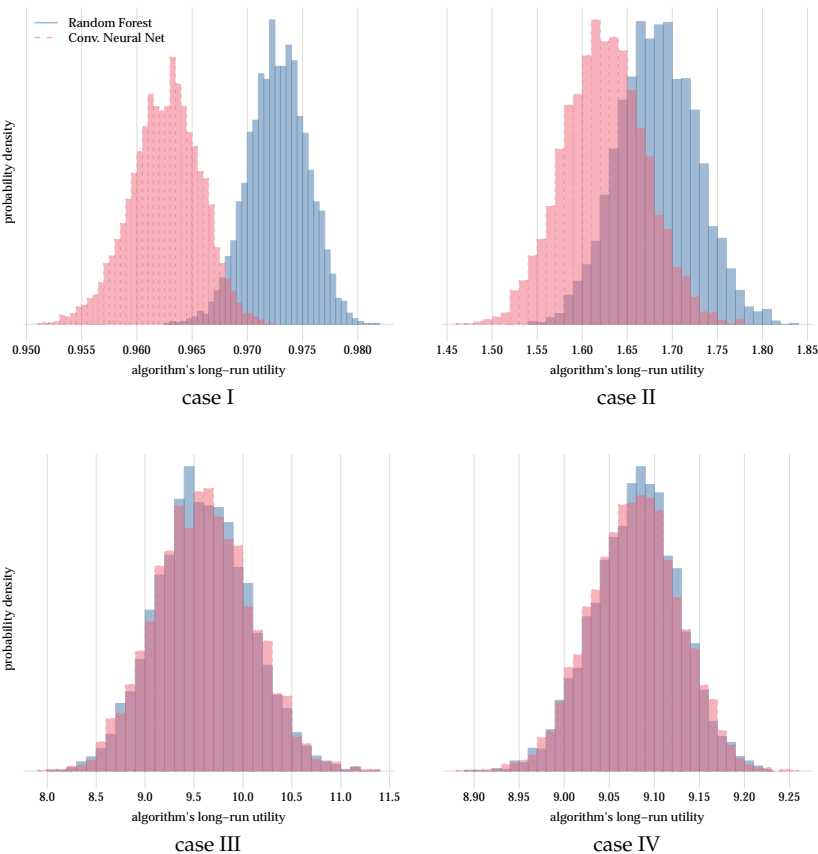 Random Forest
Conv. Neural Net
probability density
0.950 0.955 0.960 0.965 0.970 0.975 0.980
algorithm's long−run utility
case I
1.45 1.50 1.55 1.60 1.65 1.70 1.75 1.80 1.85
algorithm's long−run utility
case II
probability density
8.0 8.5 9.0 9.5 10.0 10.5 11.0 11.5
algorithm's long−run utility
case III
8.90 8.95 9.00 9.05 9.10 9.15 9.20 9.25
algorithm's long−run utility
case IV